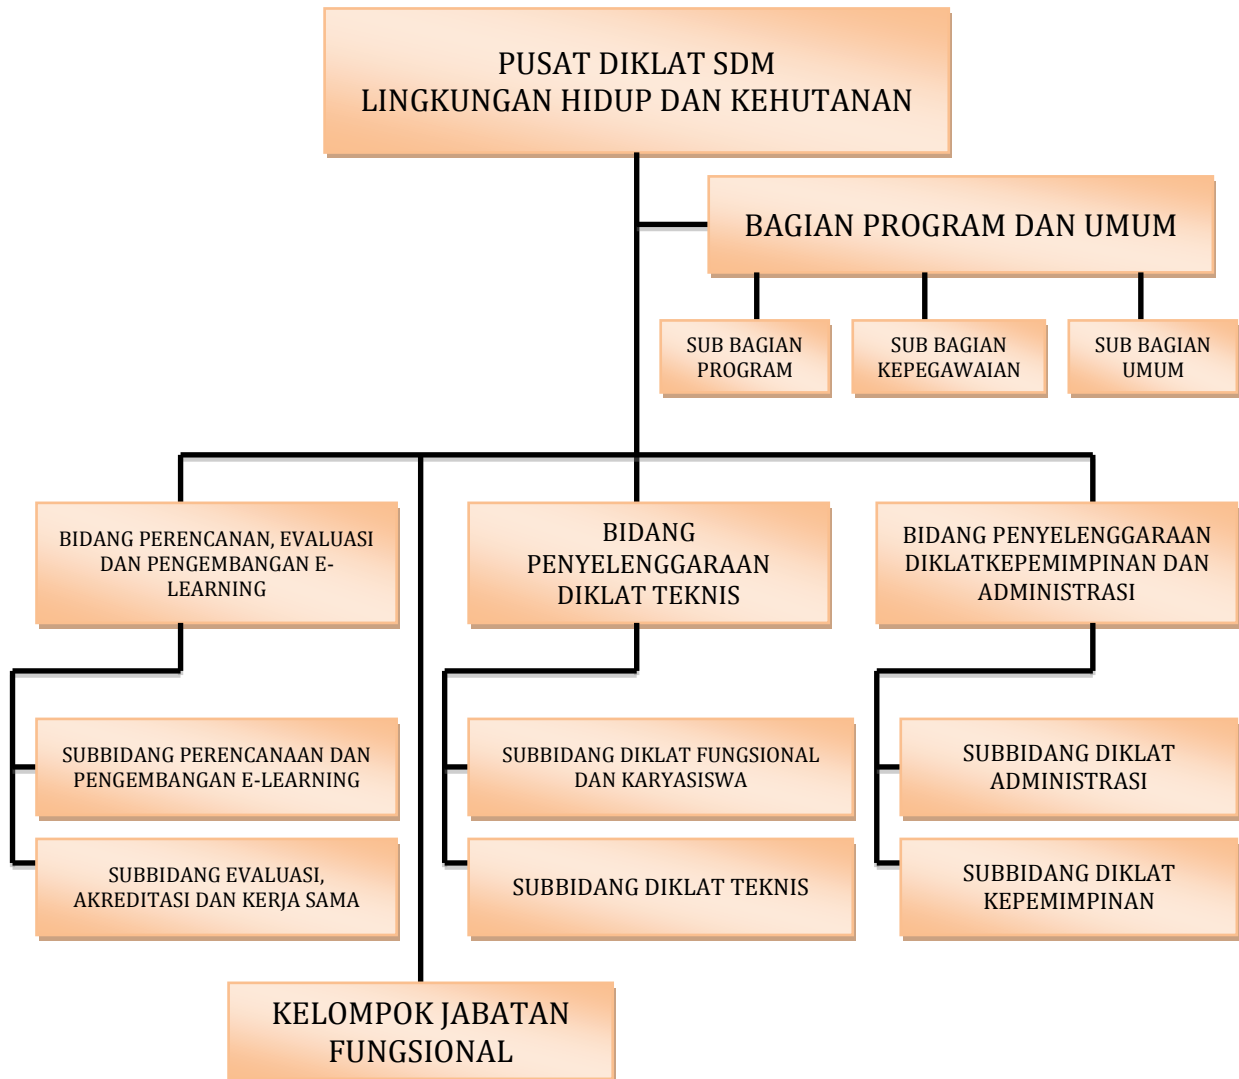 PUSAT DIKLAT SDM
LINGKUNGAN HIDUP DAN KEHUTANAN
BAGIAN PROGRAM DAN UMUM
SUB BAGIAN
PROGRAM
SUB BAGIAN
KEPEGAWAIAN
SUB BAGIAN
UMUM
BIDANG PERENCANAN, EVALUASI
DAN PENGEMBANGAN E-
LEARNING
BIDANG
PENYELENGGARAAN
DIKLAT TEKNIS
BIDANG PENYELENGGARAAN
DIKLATKEPEMIMPINAN DAN
ADMINISTRASI
SUBBIDANG PERENCANAAN DAN
PENGEMBANGAN E-LEARNING
SUBBIDANG DIKLAT FUNGSIONAL
DAN KARYASISWA
SUBBIDANG DIKLAT
ADMINISTRASI
SUBBIDANG EVALUASI,
AKREDITASI DAN KERJA SAMA
SUBBIDANG DIKLAT TEKNIS
SUBBIDANG DIKLAT
KEPEMIMPINAN
KELOMPOK JABATAN
FUNGSIONAL